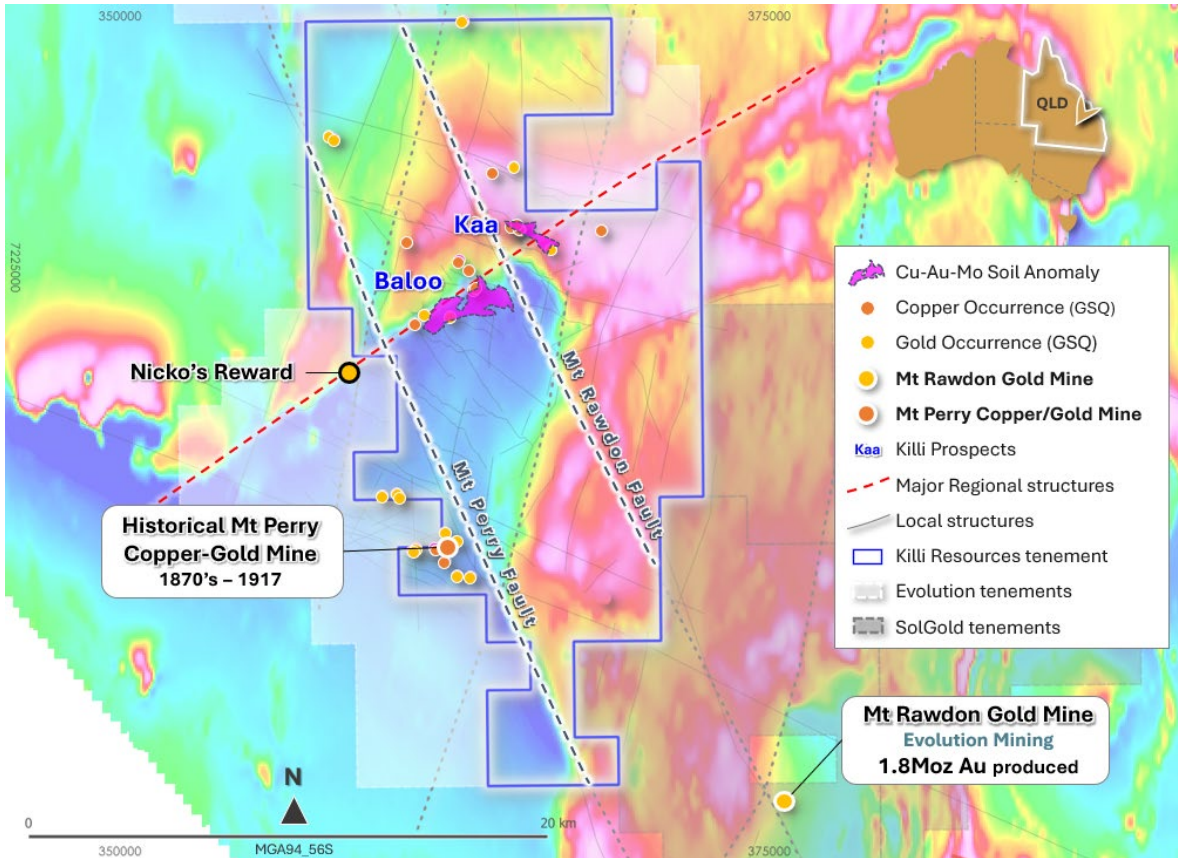 350000
375000
QLD
7225000
Kaa
Baloo
Nicko's Reward
Mt Rawdon Fault
Mt Perry Fault
Historical Mt Perry
Copper-Gold Mine
1870's – 1917
Cu-Au-Mo Soil Anomaly
Copper Occurrence (GSQ)
Gold Occurrence (GSQ)
Mt Rawdon Gold Mine
Mt Perry Copper/Gold Mine
Kaa Killi Prospects
Major Regional structures
Local structures
Killi Resources tenement
Evolution tenements
SolGold tenements
Mt Rawdon Gold Mine
Evolution Mining
1.8Moz Au produced
N
0
20 km
MGA94_56S
350000
375000